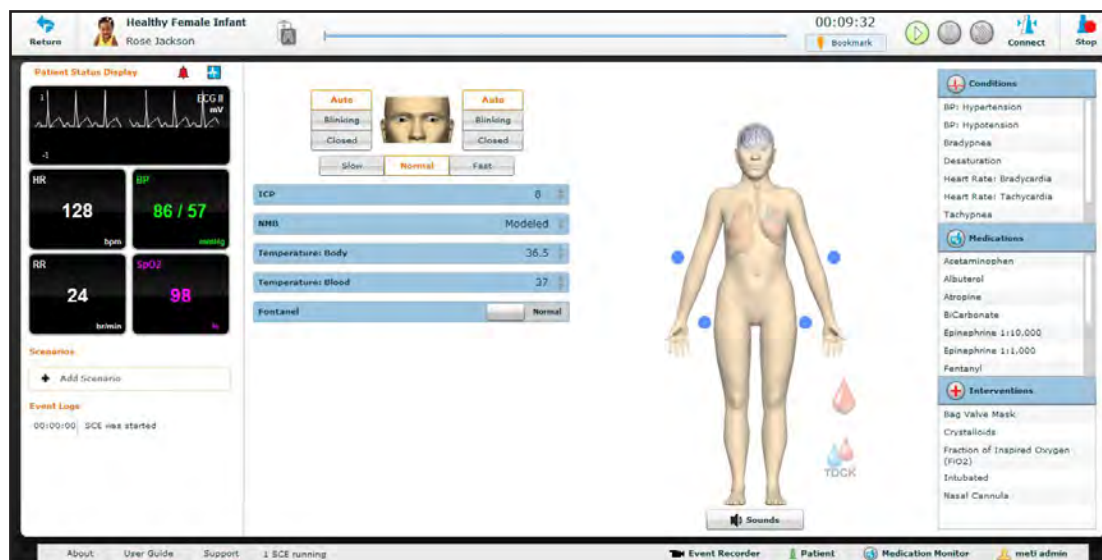 Return
Healthy Female Infant
Rose Jackson
00:09:32
Bookmark
Connect
Stop
Patient Status Display
1
ECG II
mV
-1
HR
128
bpm
BP
86 / 57
mmHg
RR
24
br/min
SpO2
98
%
Scenarios
Add Scenario
Event Logs
00:00:00 SCE was started
Auto
Blinking
Closed
Auto
Blinking
Closed
Slow Normal Fast
ICP 8
NMB Modeled
Temperature: Body 36.5
Temperature: Blood 37
Fontanel Normal
TDCK
Sounds
Conditions
BP: Hypertension
BP: Hypotension
Bradypnea
Desaturation
Heart Rate: Bradycardia
Heart Rate: Tachycardia
Tachypnea
Medications
Acetaminophen
Albuterol
Atropine
BiCarbonate
Epinephrine 1:10,000
Epinephrine 1:1,000
Fentanyl
Interventions
Bag Valve Mask
Crystalloids
Fraction of Inspired Oxygen
(FiO2)
Intubated
Nasal Cannula
About User Guide Support 1 SCE running Event Recorder Patient Medication Monitor meti admin